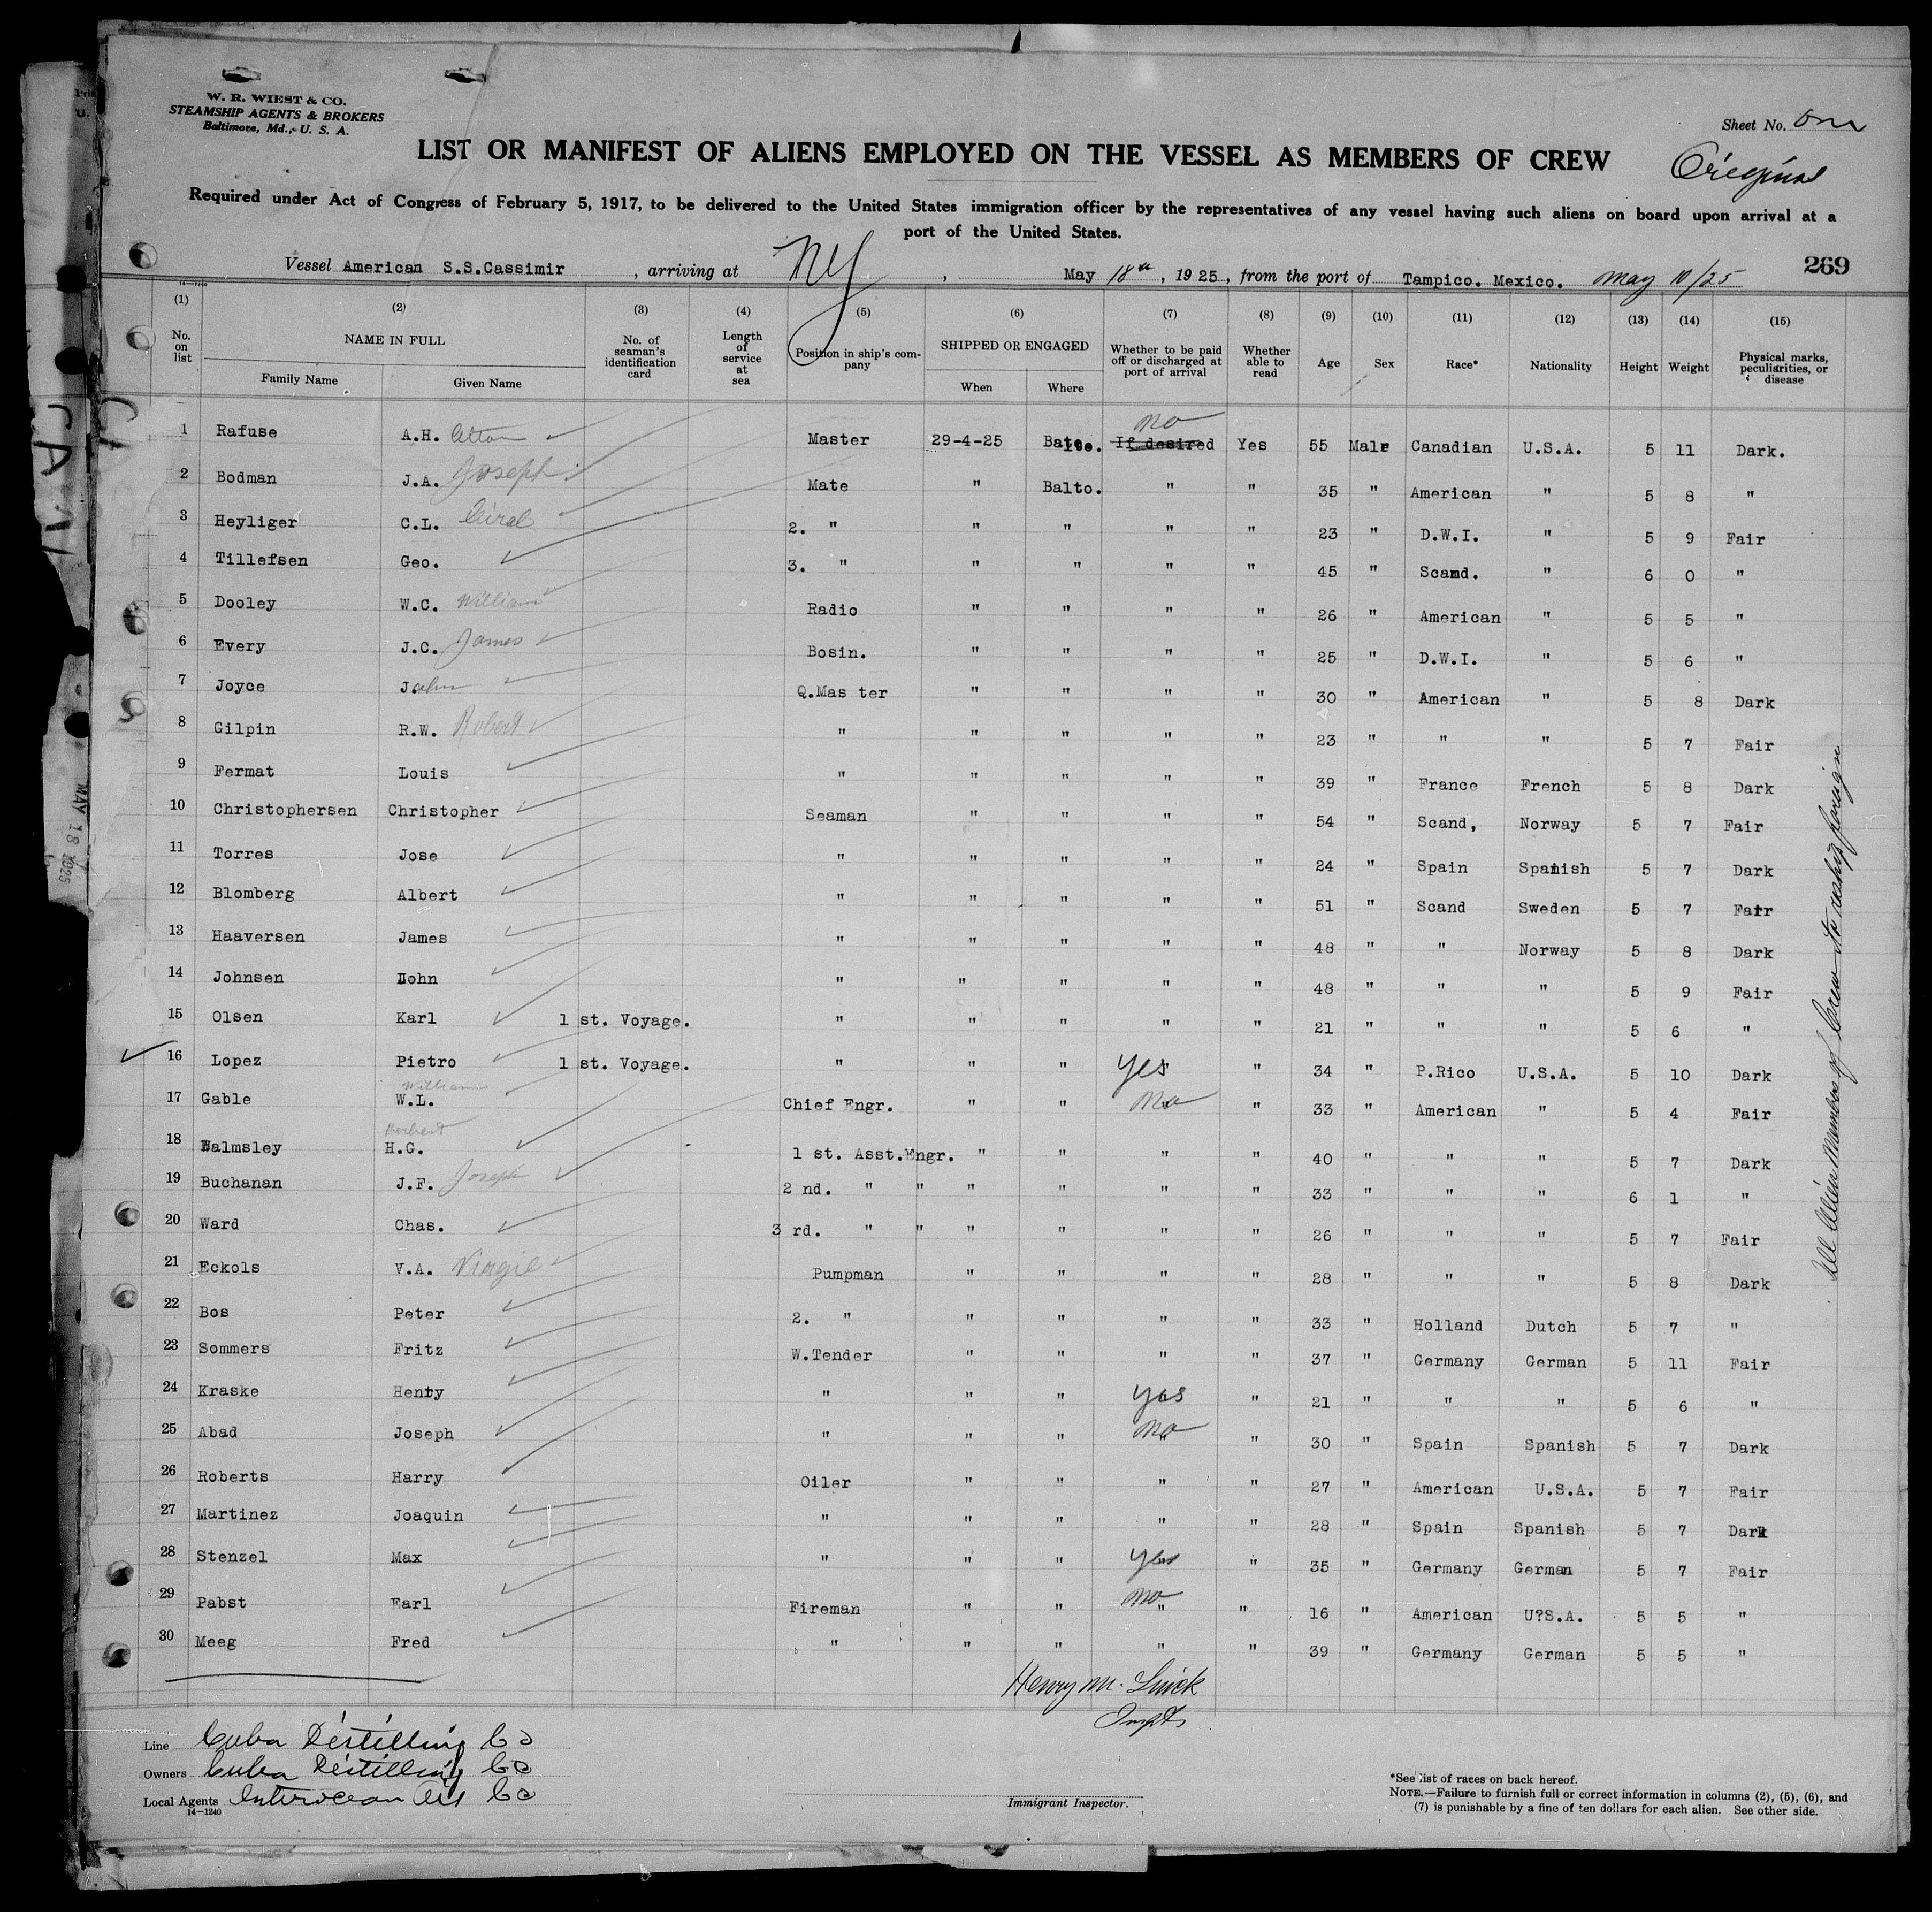 W. R. WIEST & CO.
STEAMSHIP AGENTS & BROKERS
Baltimore, Md., U. S. A.
Sheet No. One
LIST OR MANIFEST OF ALIENS EMPLOYED ON THE VESSEL AS MEMBERS OF CREW
Original
Required under Act of Congress of February 5, 1917, to be delivered to the United States immigration officer by the representatives of any vessel having such aliens on board upon arrival at a
port of the United States.
Vessel American S.S.Cassimir , arriving at NY , May 18th , 1925 , from the port of Tampico. Mexico. May 10/25 269
(1) (2) (3) (4) (5) (6) (7) (8) (9) (10) (11) (12) (13) (14) (15)
No. on list NAME IN FULL Family Name Given Name No. of seaman's identification card Length of service at sea Position in ship's company SHIPPED OR ENGAGED When Where Whether to be paid off or discharged at port of arrival Whether able to read Age Sex Race* Nationality Height Weight Physical marks, peculiarities, or disease
1 Rafuse A.H. Master 29-4-25 Balto. No If desired Yes 55 Male Canadian U.S.A. 5 11 Dark.
2 Bodman J.A. Joseph Mate " Balto. " " 35 " American " 5 8 "
3 Heyliger C.L. 2. " " " " " 23 " D.W.I. " 5 9 Fair
4 Tillefsen Geo. 3. " " " " " 45 " Scand. " 6 0 "
5 Dooley W.C. William Radio " " " " 26 " American " 5 5 "
6 Every J.C. James Bosin. " " " " 25 " D.W.I. " 5 6 "
7 Joyce John Q.Mas ter " " " " 30 " American " 5 8 Dark
8 Gilpin R.W. Robert " " " " " 23 " " " 5 7 Fair
9 Fermat Louis " " " " " 39 " France French 5 8 Dark
10 Christophersen Christopher Seaman " " " " 54 " Scand, Norway 5 7 Fair
11 Torres Jose " " " " " 24 " Spain Spanish 5 7 Dark
12 Blomberg Albert " " " " " 51 " Scand Sweden 5 7 Fair
13 Haaversen James " " " " " 48 " " Norway 5 8 Dark
14 Johnsen John " " " " " 48 " " " 5 9 Fair
15 Olsen Karl 1 st. Voyage. " " " " " 21 " " " 5 6 "
16 Lopez Pietro 1 st. Voyage. " " " Yes " 34 " P.Rico U.S.A. 5 10 Dark
17 Gable W.L. William Chief Engr. " " No " 33 " American " 5 4 Fair
18 Walmsley H.G. Herbert 1 st. Asst.Engr. " " " " 40 " " " 5 7 Dark
19 Buchanan J.F. Joseph 2 nd. " " " " " " 33 " " " 6 1 "
20 Ward Chas. 3 rd. " " " " " " 26 " " " 5 7 Fair
21 Eckols V.A. Virgil Pumpman " " " " 28 " " " 5 8 Dark
22 Bos Peter 2. " " " " " 33 " Holland Dutch 5 7 "
23 Sommers Fritz W.Tender " " " " 37 " Germany German 5 11 Fair
24 Kraske Henry " " " Yes " 21 " " " 5 6 "
25 Abad Joseph " " " No " 30 " Spain Spanish 5 7 Dark
26 Roberts Harry Oiler " " " " 27 " American U.S.A. 5 7 Fair
27 Martinez Joaquin " " " " " 28 " Spain Spanish 5 7 Dark
28 Stenzel Max " " " Yes " 35 " Germany German 5 7 Fair
29 Pabst Earl Fireman " " No " 16 " American U?S.A. 5 5 "
30 Meeg Fred " " " " " 39 " Germany German 5 5 "
All Alien Members of Crew to reship foreign
MAY 18 1925
Henry M.
Line Cuba Distilling Co
Owners Cuba Distilling Co
Local Agents Interocean Oil Co
14-1240
Immigrant Inspector.
*See list of races on back hereof.
NOTE.—Failure to furnish full or correct information in columns (2), (5), (6), and
(7) is punishable by a fine of ten dollars for each alien. See other side.